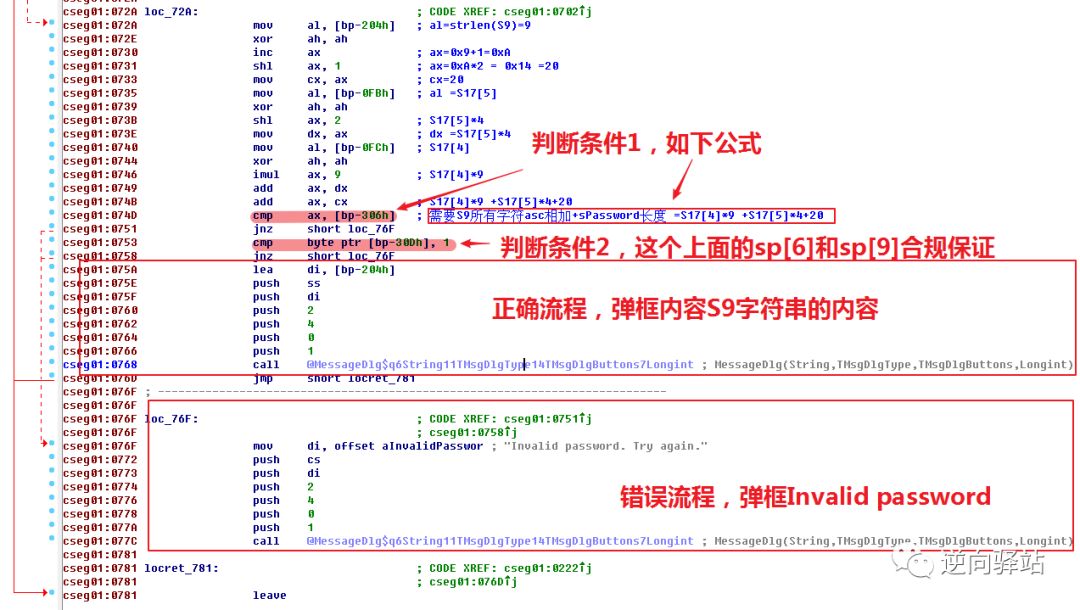 cseg01:072A loc_72A: ; CODE XREF: cseg01:0702↑j
cseg01:072A mov al, [bp-204h] ; al=strlen(S9)=9
cseg01:072E xor ah, ah
cseg01:0730 inc ax ; ax=0x9+1=0xA
cseg01:0731 shl ax, 1 ; ax=0xA*2 = 0x14 =20
cseg01:0733 mov cx, ax ; cx=20
cseg01:0735 mov al, [bp-0FBh] ; al =S17[5]
cseg01:0739 xor ah, ah
cseg01:073B shl ax, 2 ; S17[5]*4
cseg01:073E mov dx, ax ; dx =S17[5]*4
cseg01:0740 mov al, [bp-0FCh] ; S17[4]
cseg01:0744 xor ah, ah
判断条件1，如下公式
cseg01:0746 imul ax, 9 ; S17[4]*9
cseg01:0749 add ax, dx
cseg01:074B add ax, cx ; S17[4]*9 +S17[5]*4+20
cseg01:074D cmp ax, [bp-306h] ; 需要S9所有字符asc相加+sPassword长度 =S17[4]*9 +S17[5]*4+20
cseg01:0751 jnz short loc_76F
cseg01:0753 cmp byte ptr [bp-30Dh], 1
判断条件2，这个上面的sp[6]和sp[9]合规保证
cseg01:0758 jnz short loc_76F
cseg01:075A lea di, [bp-204h]
cseg01:075E push ss
cseg01:075F push di
cseg01:0760 push 2
正确流程，弹框内容S9字符串的内容
cseg01:0762 push 4
cseg01:0764 push 0
cseg01:0766 push 1
cseg01:0768 call @MessageDlg$q6String11TMsgDlgType14TMsgDlgButtons7Longint ; MessageDlg(String,TMsgDlgType,TMsgDlgButtons,Longint)
cseg01:076D jmp short locret_781
cseg01:076F ; ---------------------------------------------------------------------------
cseg01:076F
cseg01:076F loc_76F: ; CODE XREF: cseg01:0751↑j
cseg01:076F ; cseg01:0758↑j
cseg01:076F mov di, offset aInvalidPasswor ; "Invalid password. Try again."
cseg01:0772 push cs
cseg01:0773 push di
cseg01:0774 push 2
cseg01:0776 push 4
错误流程，弹框Invalid password
cseg01:0778 push 0
cseg01:077A push 1
cseg01:077C call @MessageDlg$q6String11TMsgDlgType14TMsgDlgButtons7Longint ; MessageDlg(String,TMsgDlgType,TMsgDlgButtons,Longint)
cseg01:0781
cseg01:0781 locret_781: ; CODE XREF: cseg01:0222↑j
逆向驿站
cseg01:0781 ; cseg01:076D↑j
cseg01:0781 leave